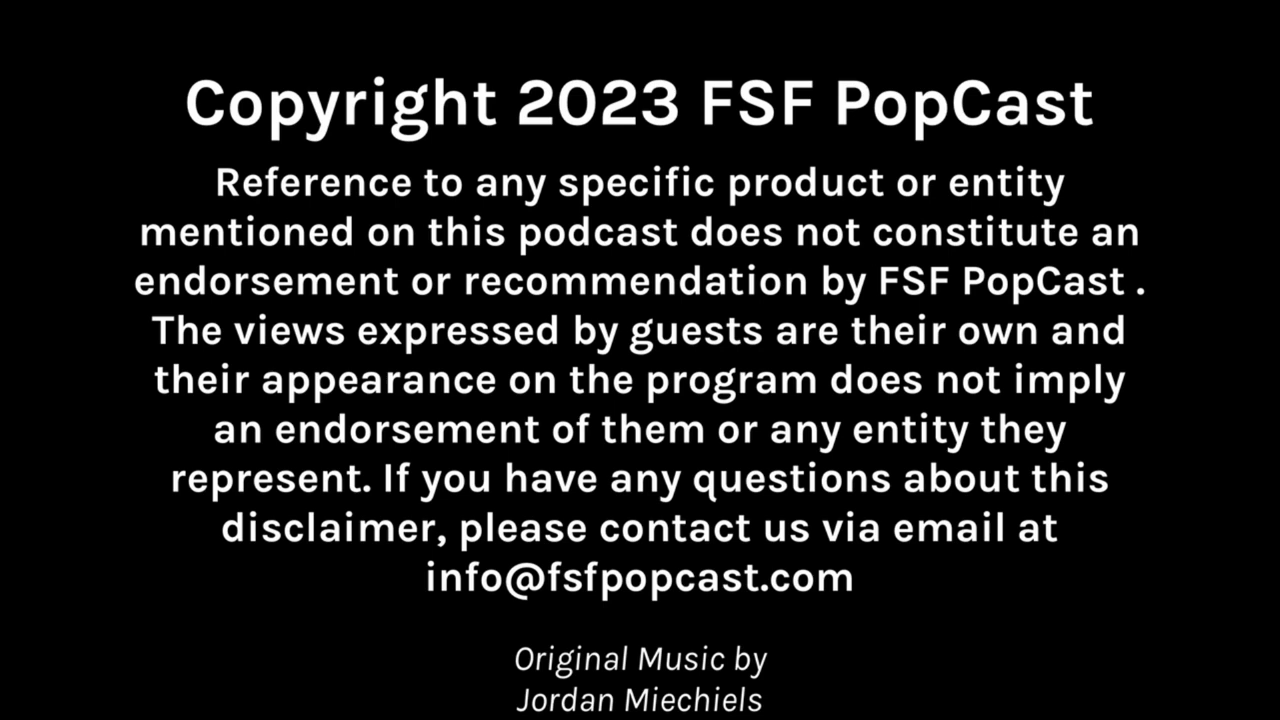 Copyright 2023 FSF PopCast
Reference to any specific product or entity
mentioned on this podcast does not constitute an
endorsement or recommendation by FSF PopCast .
The views expressed by guests are their own and
their appearance on the program does not imply
an endorsement of them or any entity they
represent. If you have any questions about this
disclaimer, please contact us via email at
info@fsfpopcast.com
Original Music by
Jordan Miechiels